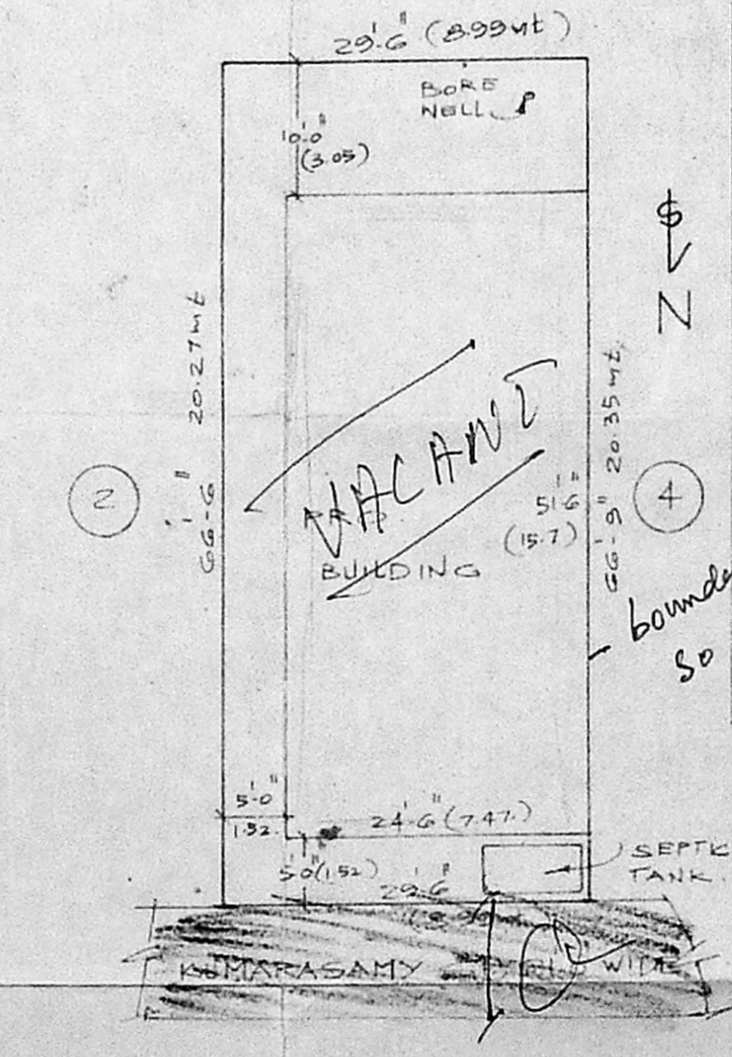 29'-6" (8.99mt)
BORE
WELL
10'-0"
(3.05)
N
66'-6" 20.27mt
66'-9" 20.35mt
2
4
VACANT
51'-6"
(15.7)
BUILDING
bounda
so
5'-0"
1.52
24'-6" (7.47)
5'-0" (1.52)
29'-6"
SEPTIC
TANK
KUMARASAMY
WIDE